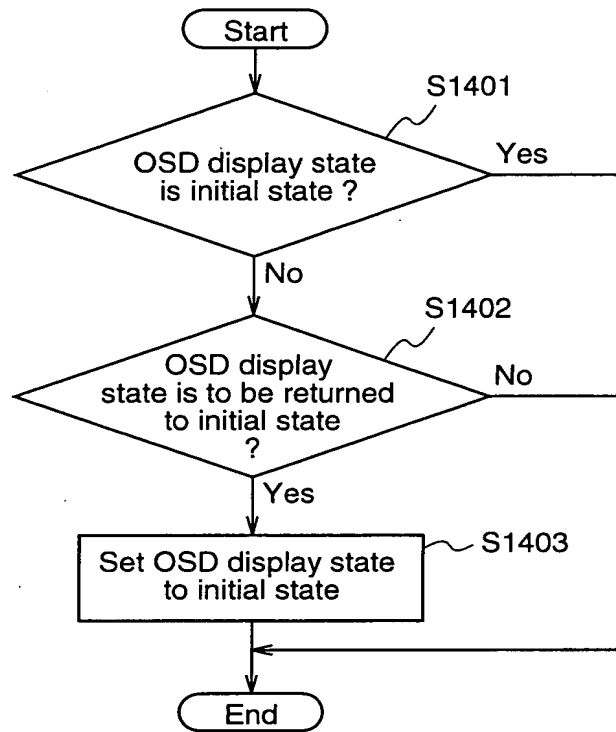 Start
S1401
OSD display state
is initial state ?
Yes
No
S1402
OSD display
state is to be returned
to initial state
?
No
Yes
S1403
Set OSD display state
to initial state
End